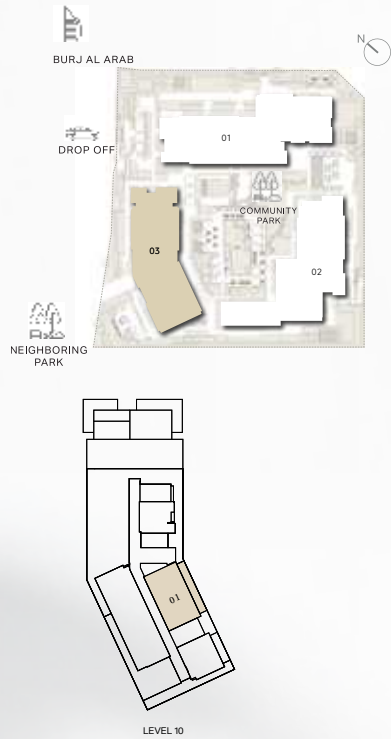 N
BURJ AL ARAB
DROP OFF
01
COMMUNITY
PARK
03
02
NEIGHBORING
PARK
01
LEVEL 10